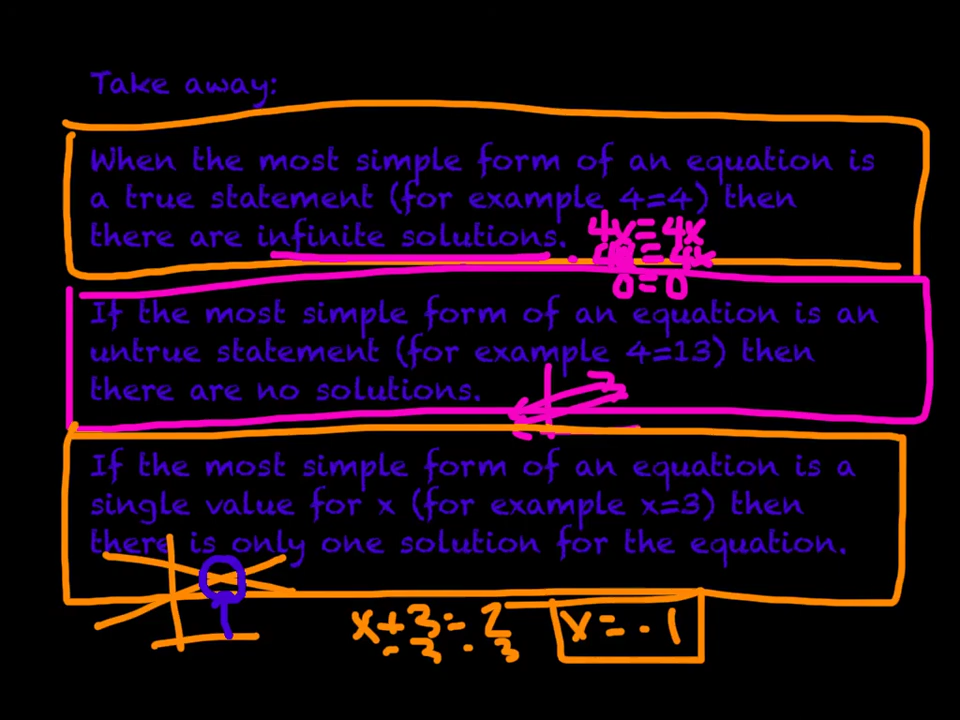 Take away:
When the most simple form of an equation is
a true statement (for example 4=4) then
there are infinite solutions.
4x=4x
-4x = 4x
0=0
If the most simple form of an equation is an
untrue statement (for example 4=13) then
there are no solutions.
If the most simple form of an equation is a
single value for x (for example x=3) then
there is only one solution for the equation.
x+3=2
-3 -3
x=-1